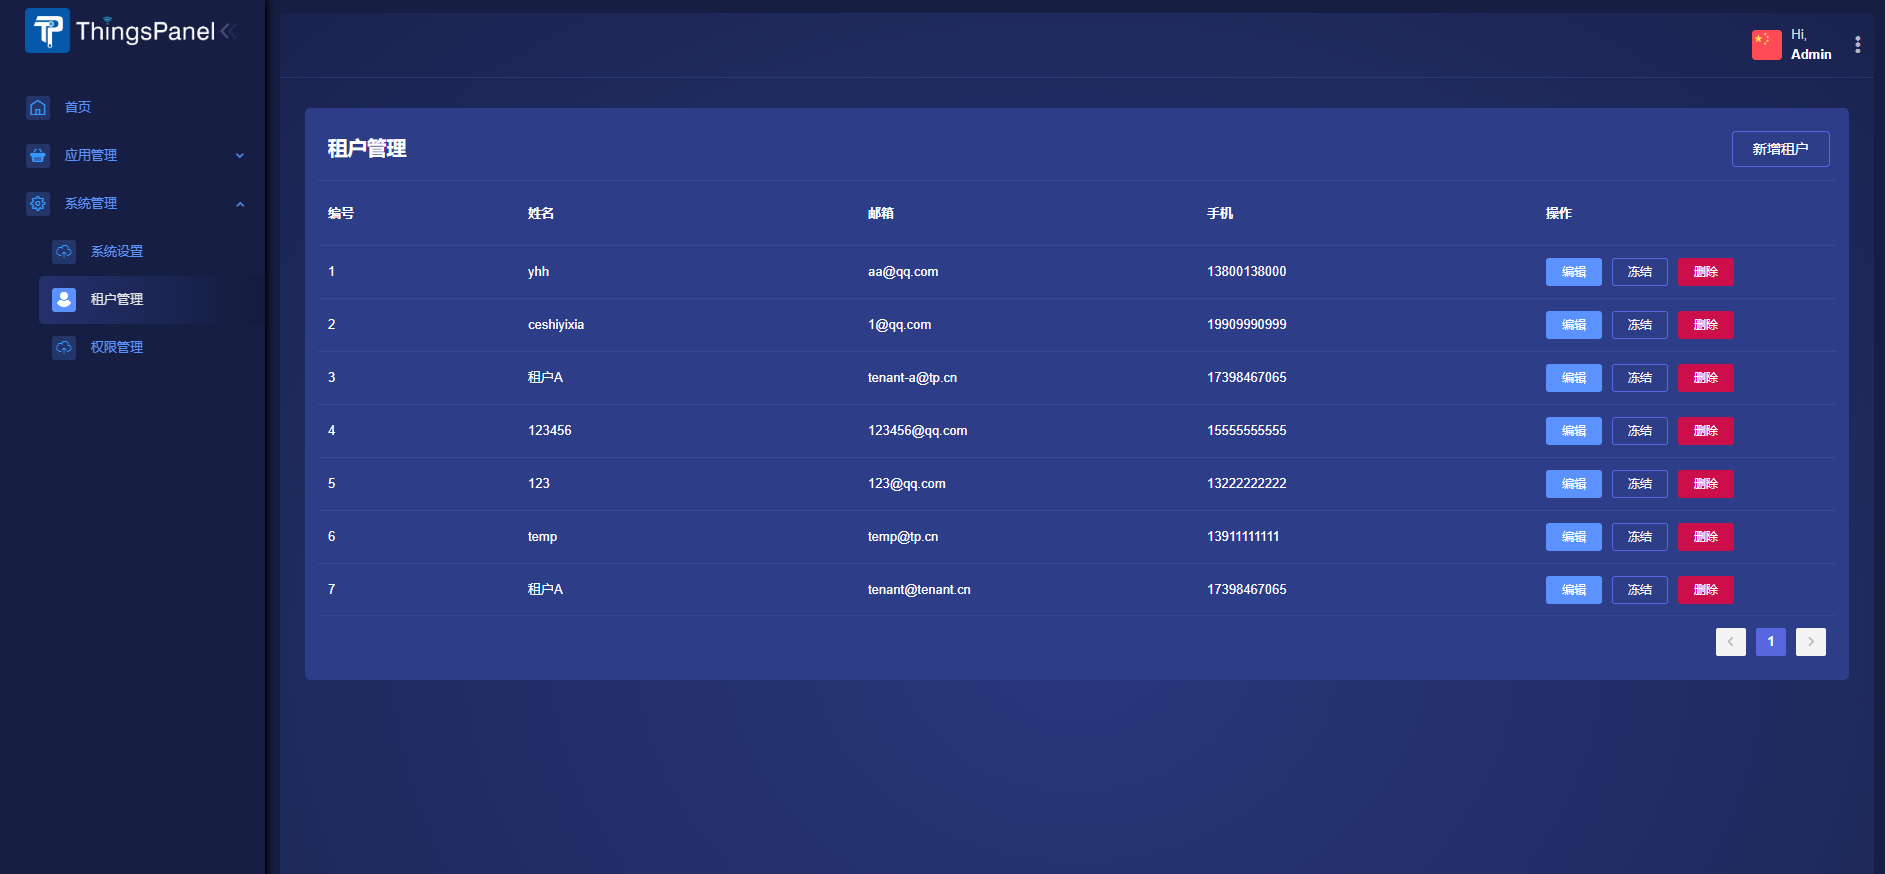 ThingsPanel
Hi,
Admin
首页
应用管理
系统管理
系统设置
租户管理
权限管理
租户管理
新增租户
编号 姓名 邮箱 手机 操作
1 yhh aa@qq.com 13800138000 编辑 冻结 删除
2 ceshiyixia 1@qq.com 19909990999 编辑 冻结 删除
3 租户A tenant-a@tp.cn 17398467065 编辑 冻结 删除
4 123456 123456@qq.com 15555555555 编辑 冻结 删除
5 123 123@qq.com 13222222222 编辑 冻结 删除
6 temp temp@tp.cn 13911111111 编辑 冻结 删除
7 租户A tenant@tenant.cn 17398467065 编辑 冻结 删除
1